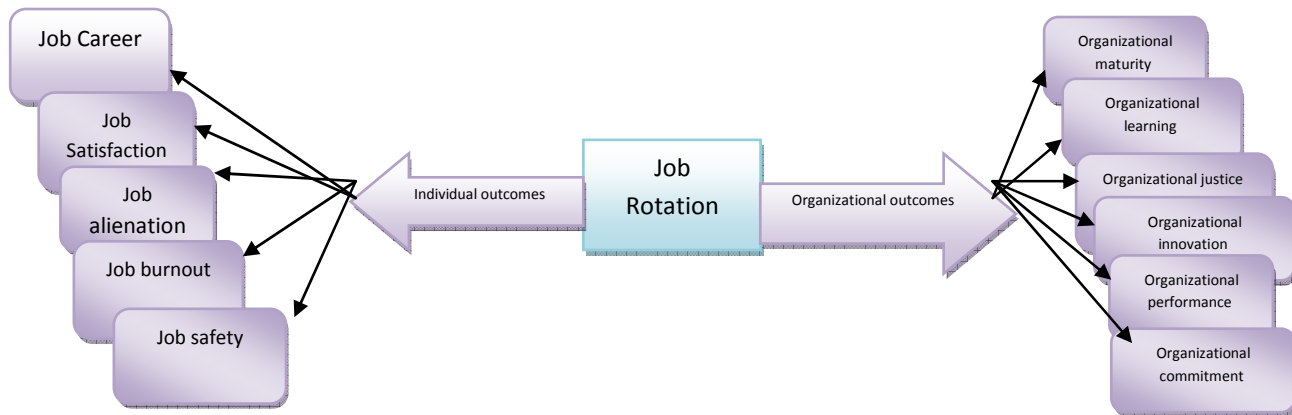 Job Career
Job
Satisfaction
Job
alienation
Job burnout
Job safety
Individual outcomes
Job
Rotation
Organizational outcomes
Organizational
maturity
Organizational
learning
Organizational justice
Organizational
innovation
Organizational
performance
Organizational
commitment